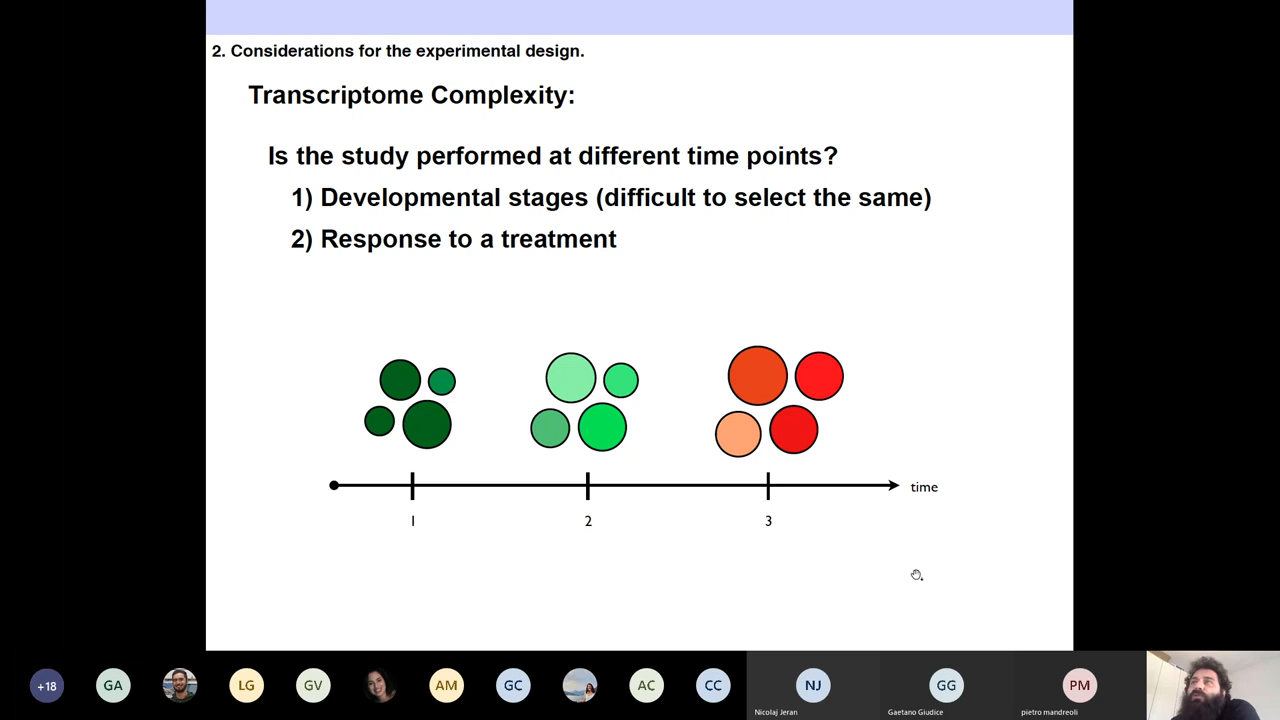 2. Considerations for the experimental design.
Transcriptome Complexity:
Is the study performed at different time points?
1) Developmental stages (difficult to select the same)
2) Response to a treatment
time
1
2
3
+18
GA
LG
GV
AM
GC
AC
CC
NJ
GG
PM
Nicolaj Jeran
Gaetano Giudice
pietro mandreoli